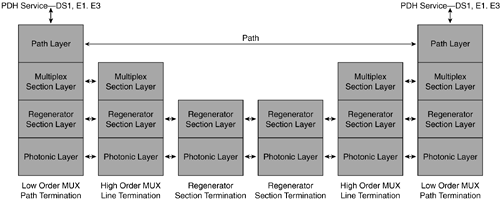 PDH Service—DS1, E1. E3
PDH Service—DS1, E1. E3
Path Layer
Path
Path Layer
Multiplex
Section Layer
Multiplex
Section Layer
Multiplex
Section Layer
Multiplex
Section Layer
Regenerator
Section Layer
Regenerator
Section Layer
Regenerator
Section Layer
Regenerator
Section Layer
Regenerator
Section Layer
Regenerator
Section Layer
Photonic Layer
Photonic Layer
Photonic Layer
Photonic Layer
Photonic Layer
Photonic Layer
Low Order MUX
Path Termination
High Order MUX
Line Termination
Regenerator
Section Termination
Regenerator
Section Termination
High Order MUX
Line Termination
Low Order MUX
Path Termination